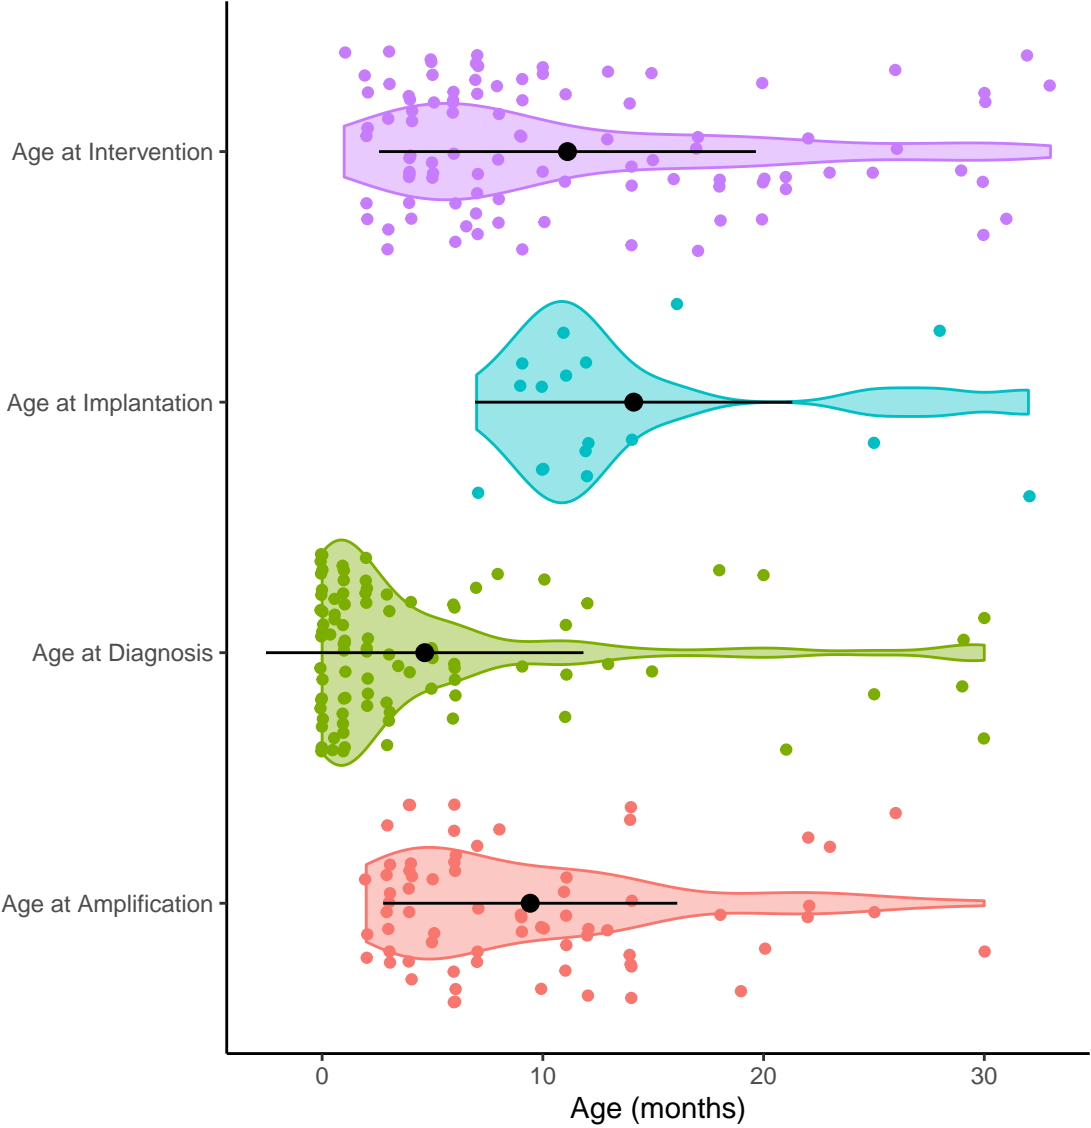 Age at Intervention
Age at Implantation
Age at Diagnosis
Age at Amplification
0 10 20 30
Age (months)